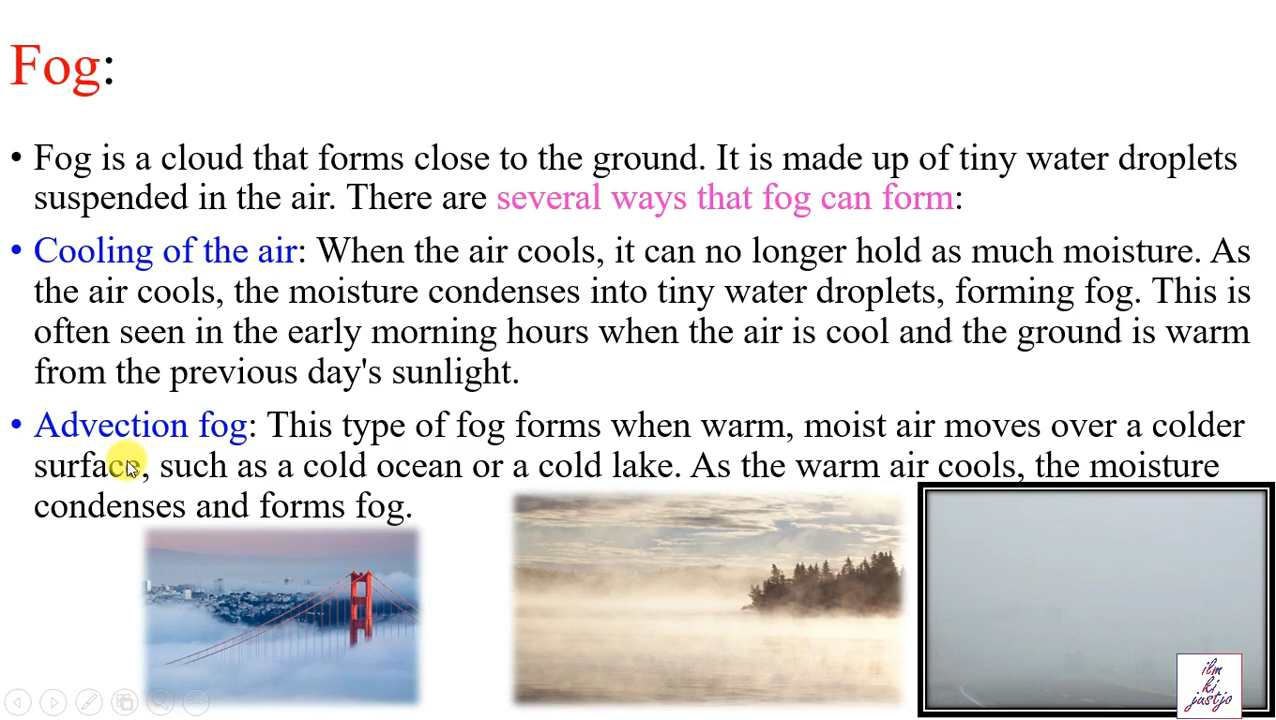 Fog:
• Fog is a cloud that forms close to the ground. It is made up of tiny water droplets
suspended in the air. There are several ways that fog can form:
• Cooling of the air: When the air cools, it can no longer hold as much moisture. As
the air cools, the moisture condenses into tiny water droplets, forming fog. This is
often seen in the early morning hours when the air is cool and the ground is warm
from the previous day's sunlight.
• Advection fog: This type of fog forms when warm, moist air moves over a colder
surface, such as a cold ocean or a cold lake. As the warm air cools, the moisture
condenses and forms fog.
ilm
ki
justjo